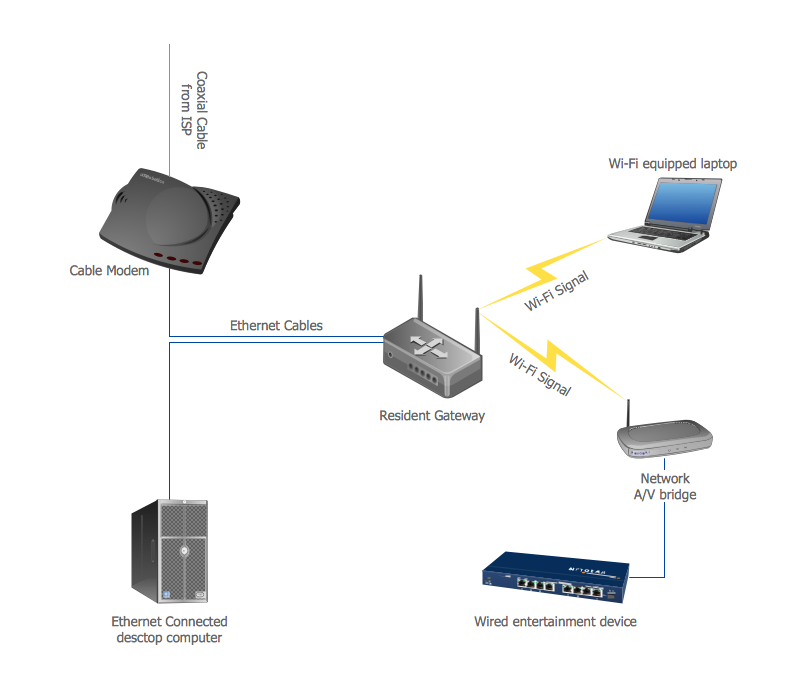 Coaxial Cable
from ISP
Wi-Fi equipped laptop
Cable Modem
Wi-Fi Signal
Ethernet Cables
Wi-Fi Signal
Resident Gateway
Network
A/V bridge
NETGEAR
Ethernet Connected
desctop computer
Wired entertainment device